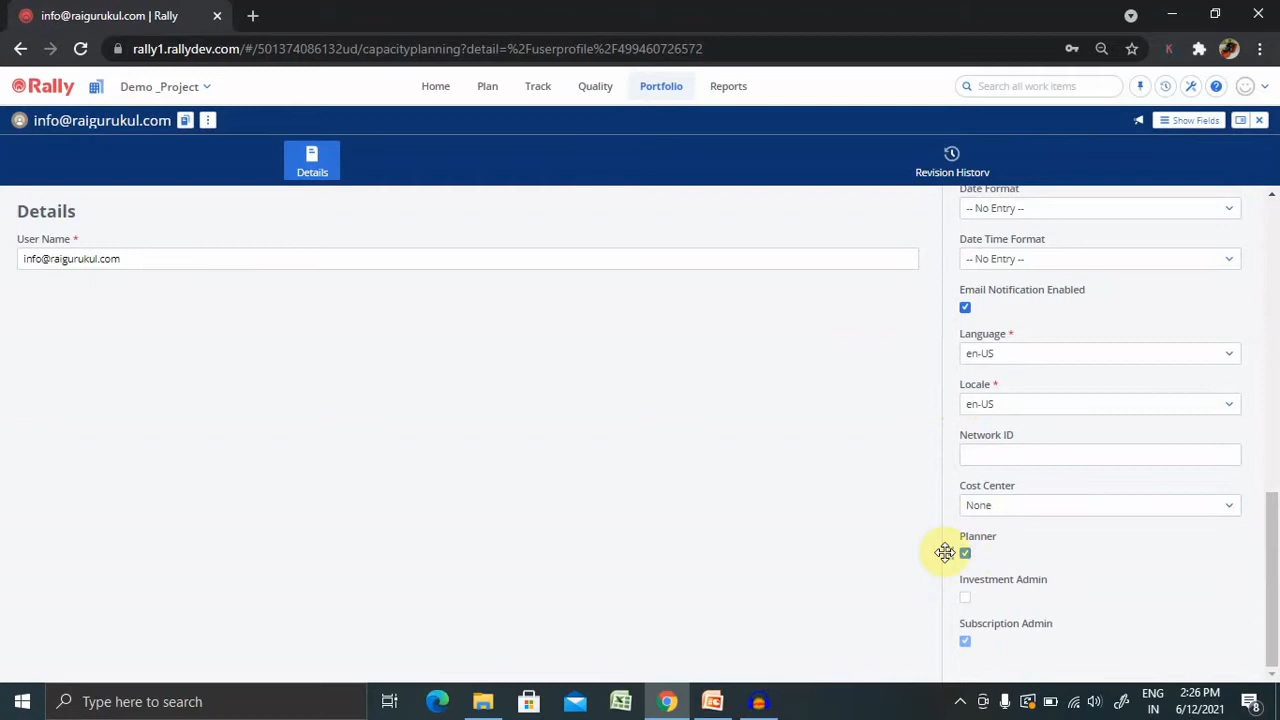 info@raigurukul.com | Rally
rally1.rallydev.com/#/501374086132ud/capacityplanning?detail=%2Fuserprofile%2F499460726572
K
Rally
Demo _Project
Home
Plan
Track
Quality
Portfolio
Reports
Search all work items
info@raigurukul.com
Show Fields
Details
Revision History
Details
User Name *
info@raigurukul.com
Date Format
-- No Entry --
Date Time Format
-- No Entry --
Email Notification Enabled
Language *
en-US
Locale *
en-US
Network ID
Cost Center
None
Planner
Investment Admin
Subscription Admin
Type here to search
ENG
IN
2:26 PM
6/12/2021
8